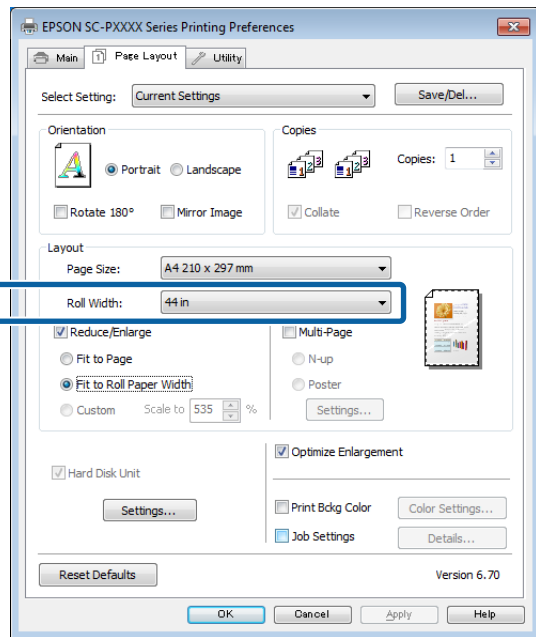 EPSON SC-PXXXX Series Printing Preferences
Main Page Layout Utility
Select Setting: Current Settings Save/Del...
Orientation Copies
Portrait Landscape Copies: 1
Rotate 180° Mirror Image Collate Reverse Order
Layout
Page Size: A4 210 x 297 mm
Roll Width: 44 in
Reduce/Enlarge Multi-Page
Fit to Page N-up
Fit to Roll Paper Width Poster
Custom Scale to 535 % Settings...
Optimize Enlargement
Hard Disk Unit
Settings... Print Bckg Color Color Settings...
Job Settings Details...
Reset Defaults Version 6.70
OK Cancel Apply Help